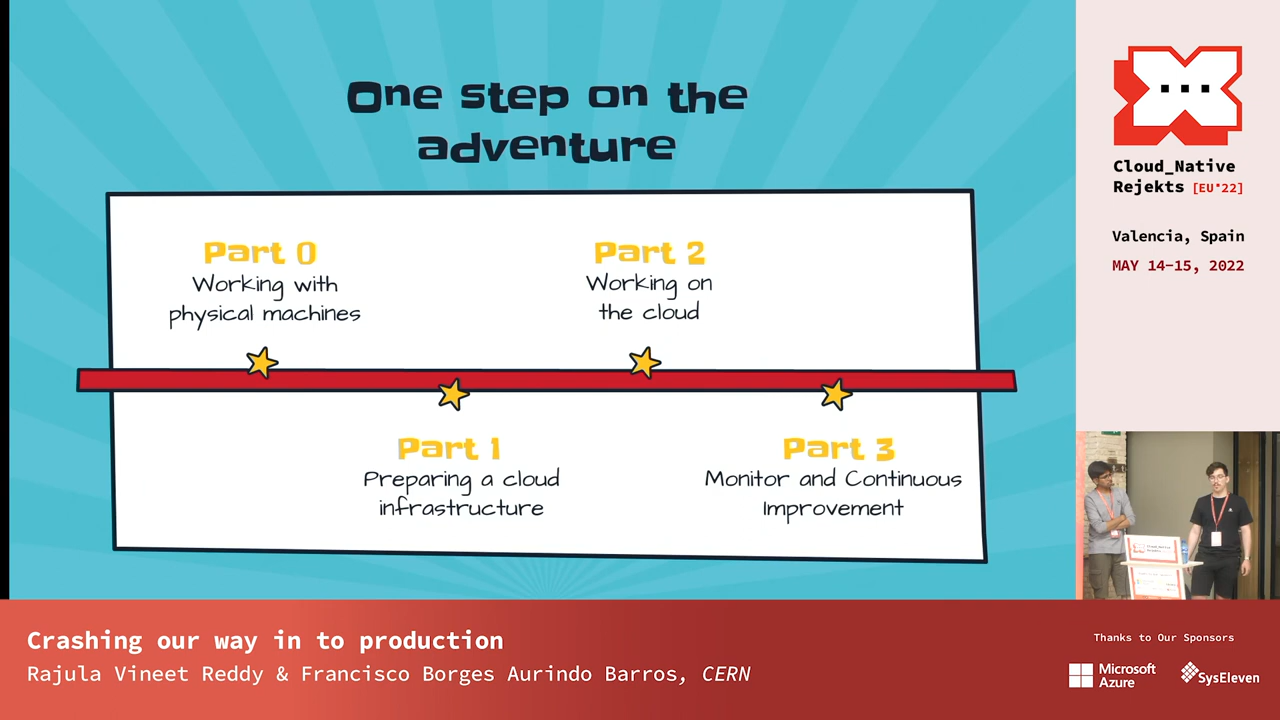 One step on the
adventure
Part 0
Working with
physical machines
Part 2
Working on
the cloud
Part 1
Preparing a cloud
infrastructure
Part 3
Monitor and Continuous
Improvement
Cloud_Native
Rejekts [EU'22]
Valencia, Spain
MAY 14-15, 2022
Crashing our way in to production
Rajula Vineet Reddy & Francisco Borges Aurindo Barros, CERN
Thanks to Our Sponsors
Microsoft
Azure
SysEleven